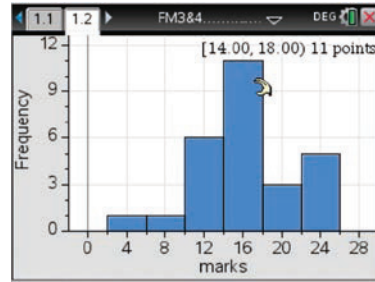 1.1 1.2 FM3&4............. DEG
[14.00, 18.00) 11 points
12
9
6
3
0
Frequency
0 4 8 12 16 20 24 28
marks